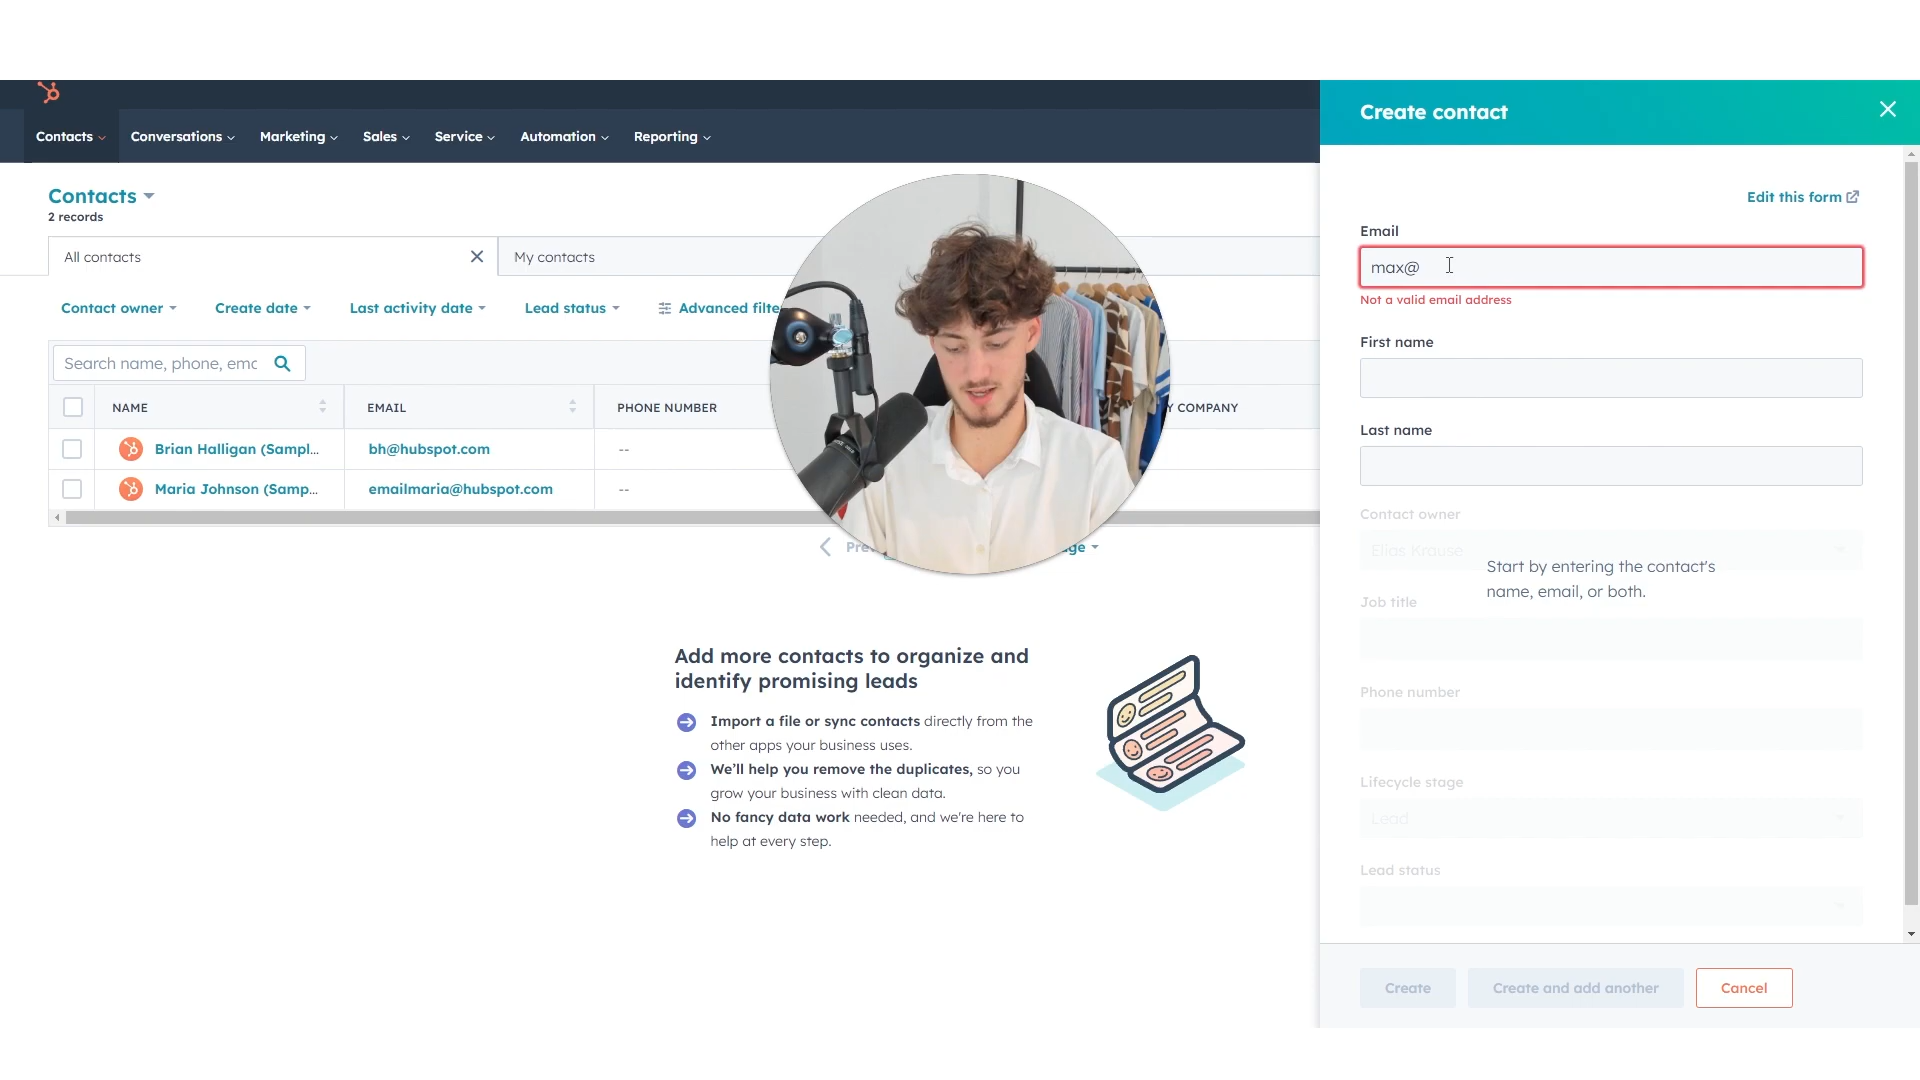 Contacts
Conversations
Marketing
Sales
Service
Automation
Reporting
Contacts
2 records
All contacts
My contacts
Contact owner
Create date
Last activity date
Lead status
Advanced filte
Search name, phone, emc
NAME
EMAIL
PHONE NUMBER
Y COMPANY
Brian Halligan (Sampl...
bh@hubspot.com
--
Maria Johnson (Samp...
emailmaria@hubspot.com
--
Add more contacts to organize and
identify promising leads
Import a file or sync contacts directly from the
other apps your business uses.
We'll help you remove the duplicates, so you
grow your business with clean data.
No fancy data work needed, and we're here to
help at every step.
Create contact
Edit this form
Email
max@
Not a valid email address
First name
Last name
Contact owner
Elias Krause
Start by entering the contact's
name, email, or both.
Job title
Phone number
Lifecycle stage
Lead
Lead status
Create
Create and add another
Cancel